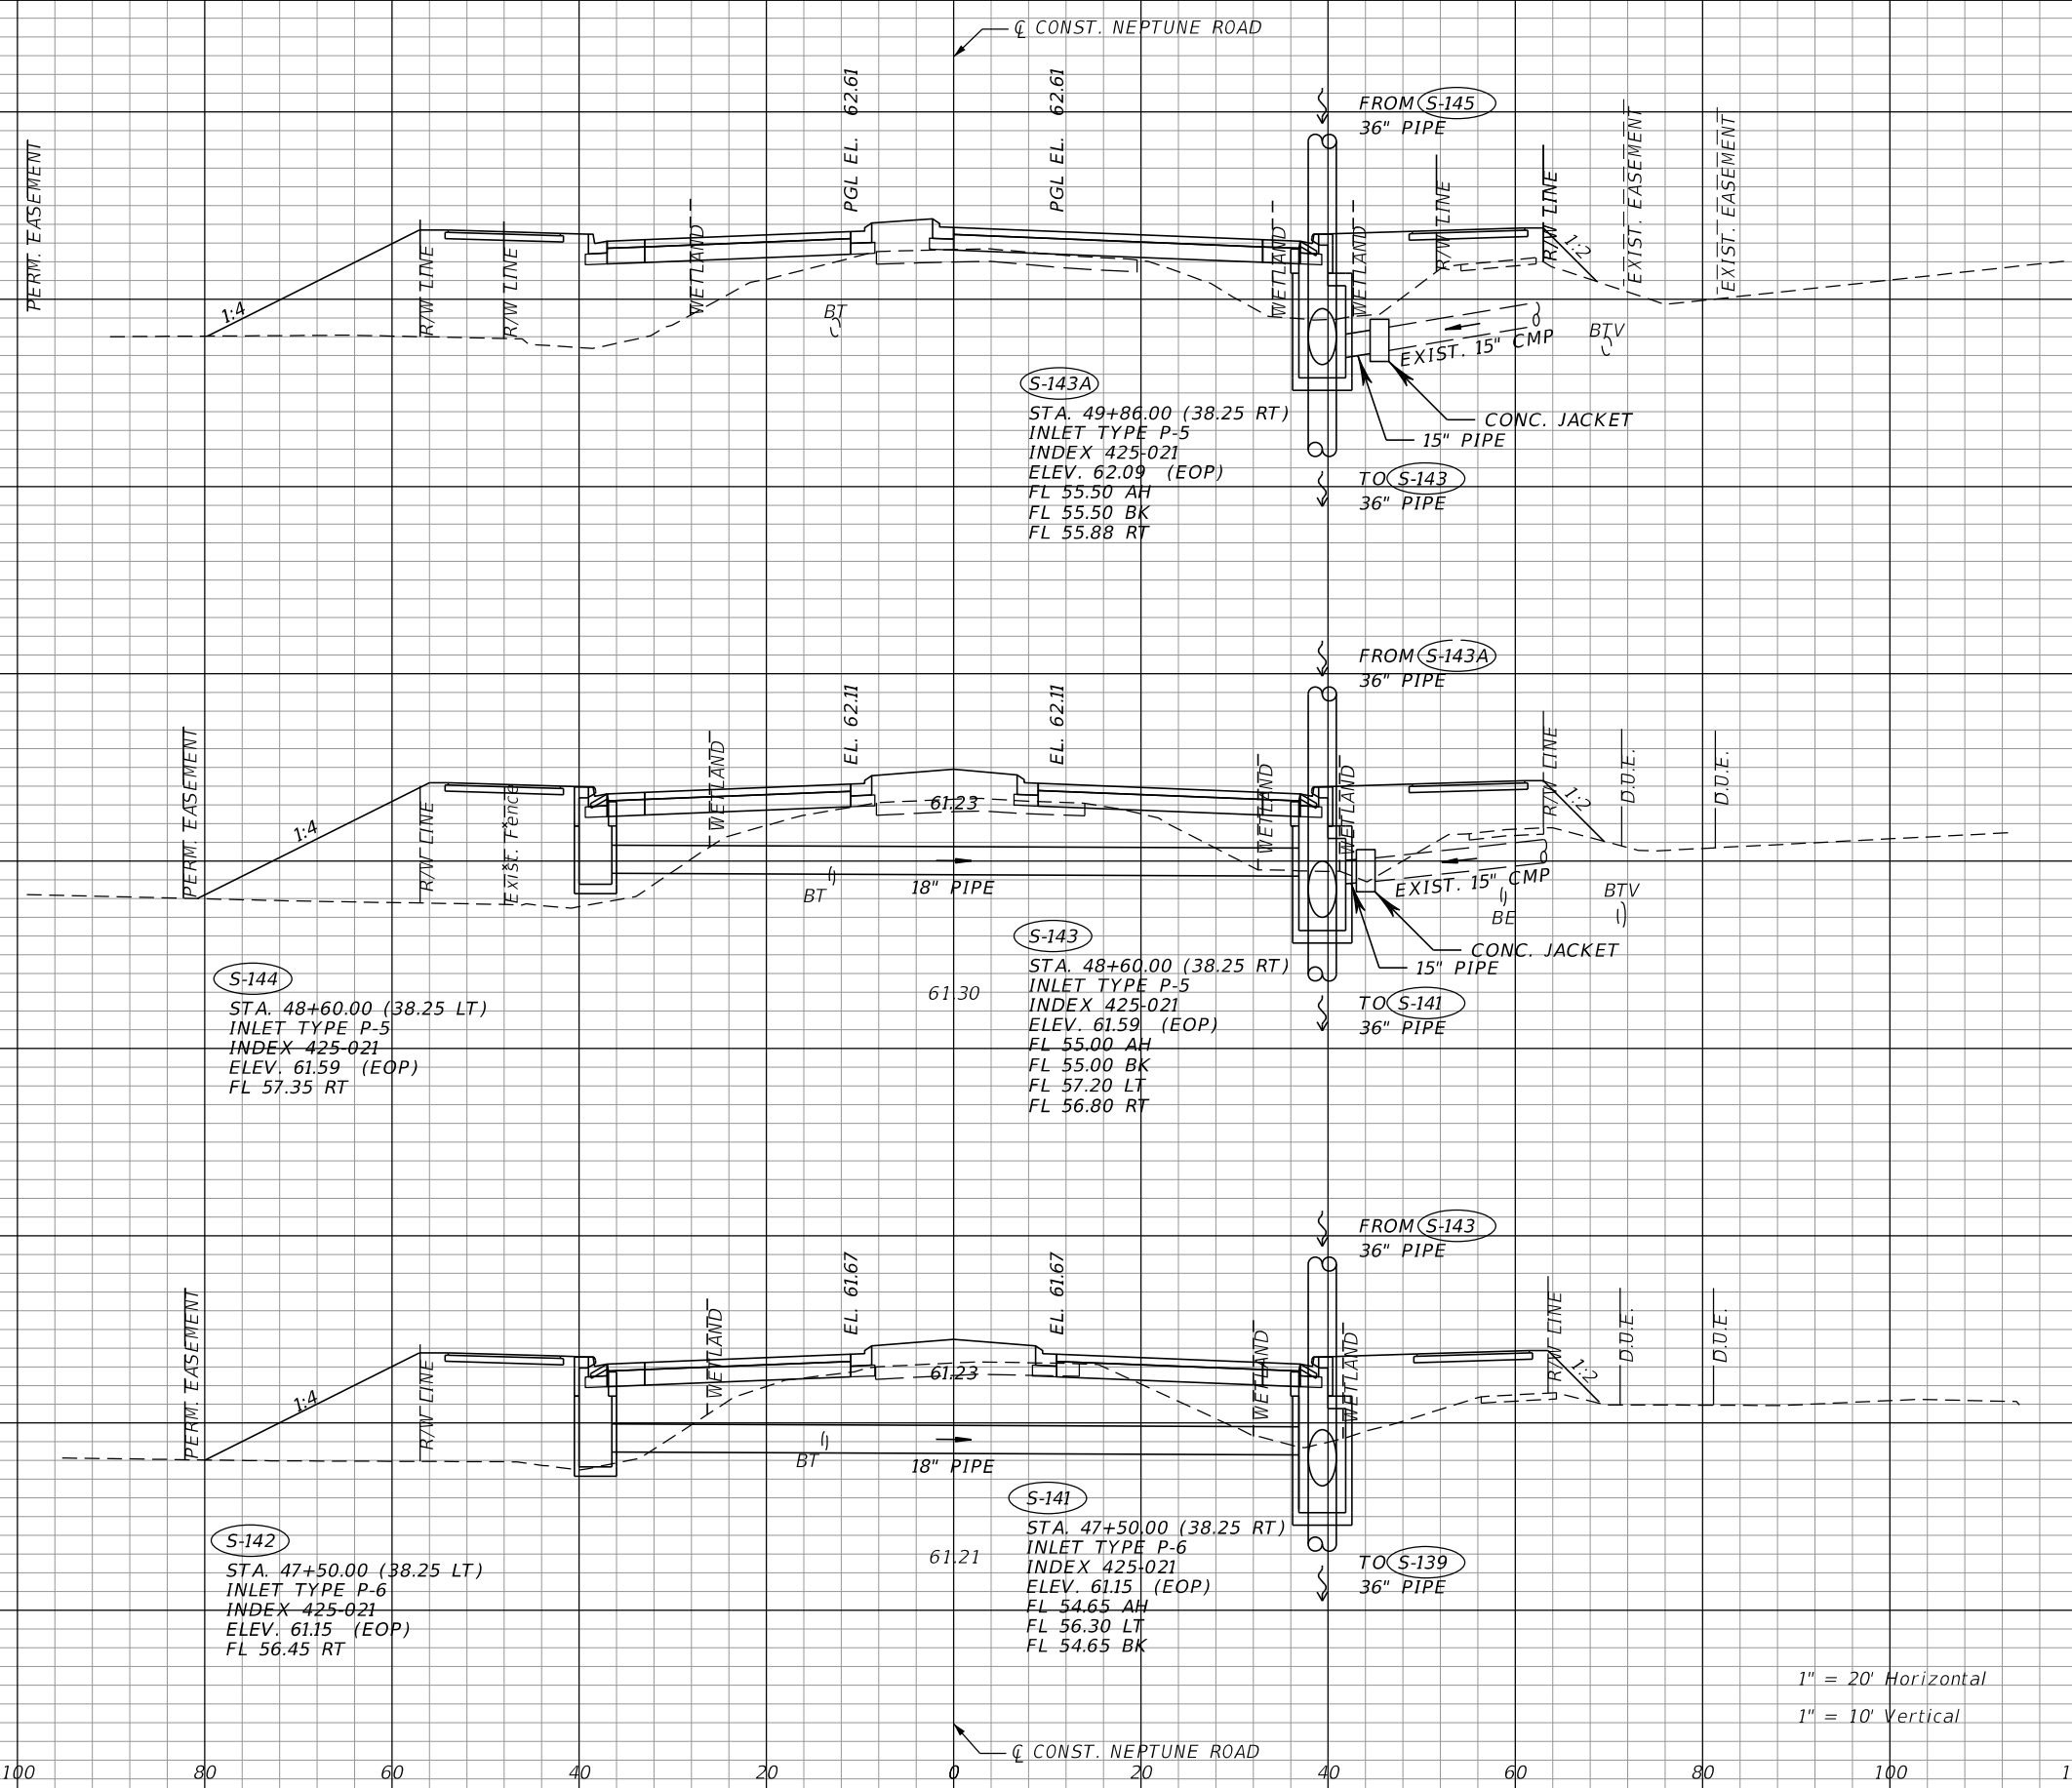 ℄ CONST. NEPTUNE ROAD
PERM. EASEMENT
R/W LINE
R/W LINE
WETLAND
PGL EL. 62.61
PGL EL. 62.61
WETLAND
WETLAND
R/W LINE
R/W LINE
EXIST. EASEMENT
EXIST. EASEMENT
FROM S-145
36" PIPE
1:4
1:2
BT
BTV
EXIST. 15" CMP
CONC. JACKET
15" PIPE
TO S-143
36" PIPE
S-143A
STA. 49+86.00 (38.25 RT)
INLET TYPE P-5
INDEX 425-021
ELEV. 62.09 (EOP)
FL 55.50 AH
FL 55.50 BK
FL 55.88 RT
FROM S-143A
36" PIPE
PERM. EASEMENT
1:4
R/W LINE
EXIST. Fence
WETLAND
EL. 62.11
EL. 62.11
61.23
WETLAND
WETLAND
R/W LINE
1:2
D.U.E.
D.U.E.
BT
18" PIPE
EXIST. 15" CMP
BE
BTV
CONC. JACKET
15" PIPE
TO S-141
36" PIPE
S-144
STA. 48+60.00 (38.25 LT)
INLET TYPE P-5
INDEX 425-021
ELEV. 61.59 (EOP)
FL 57.35 RT
61.30
S-143
STA. 48+60.00 (38.25 RT)
INLET TYPE P-5
INDEX 425-021
ELEV. 61.59 (EOP)
FL 55.00 AH
FL 55.00 BK
FL 57.20 LT
FL 56.80 RT
FROM S-143
36" PIPE
PERM. EASEMENT
1:4
R/W LINE
WETLAND
EL. 61.67
EL. 61.67
61.23
WETLAND
WETLAND
R/W LINE
1:2
D.U.E.
D.U.E.
BT
18" PIPE
TO S-139
36" PIPE
S-142
STA. 47+50.00 (38.25 LT)
INLET TYPE P-6
INDEX 425-021
ELEV. 61.15 (EOP)
FL 56.45 RT
61.21
S-141
STA. 47+50.00 (38.25 RT)
INLET TYPE P-6
INDEX 425-021
ELEV. 61.15 (EOP)
FL 54.65 AH
FL 56.30 LT
FL 54.65 BK
1" = 20' Horizontal
1" = 10' Vertical
℄ CONST. NEPTUNE ROAD
100 80 60 40 20 0 20 40 60 80 100